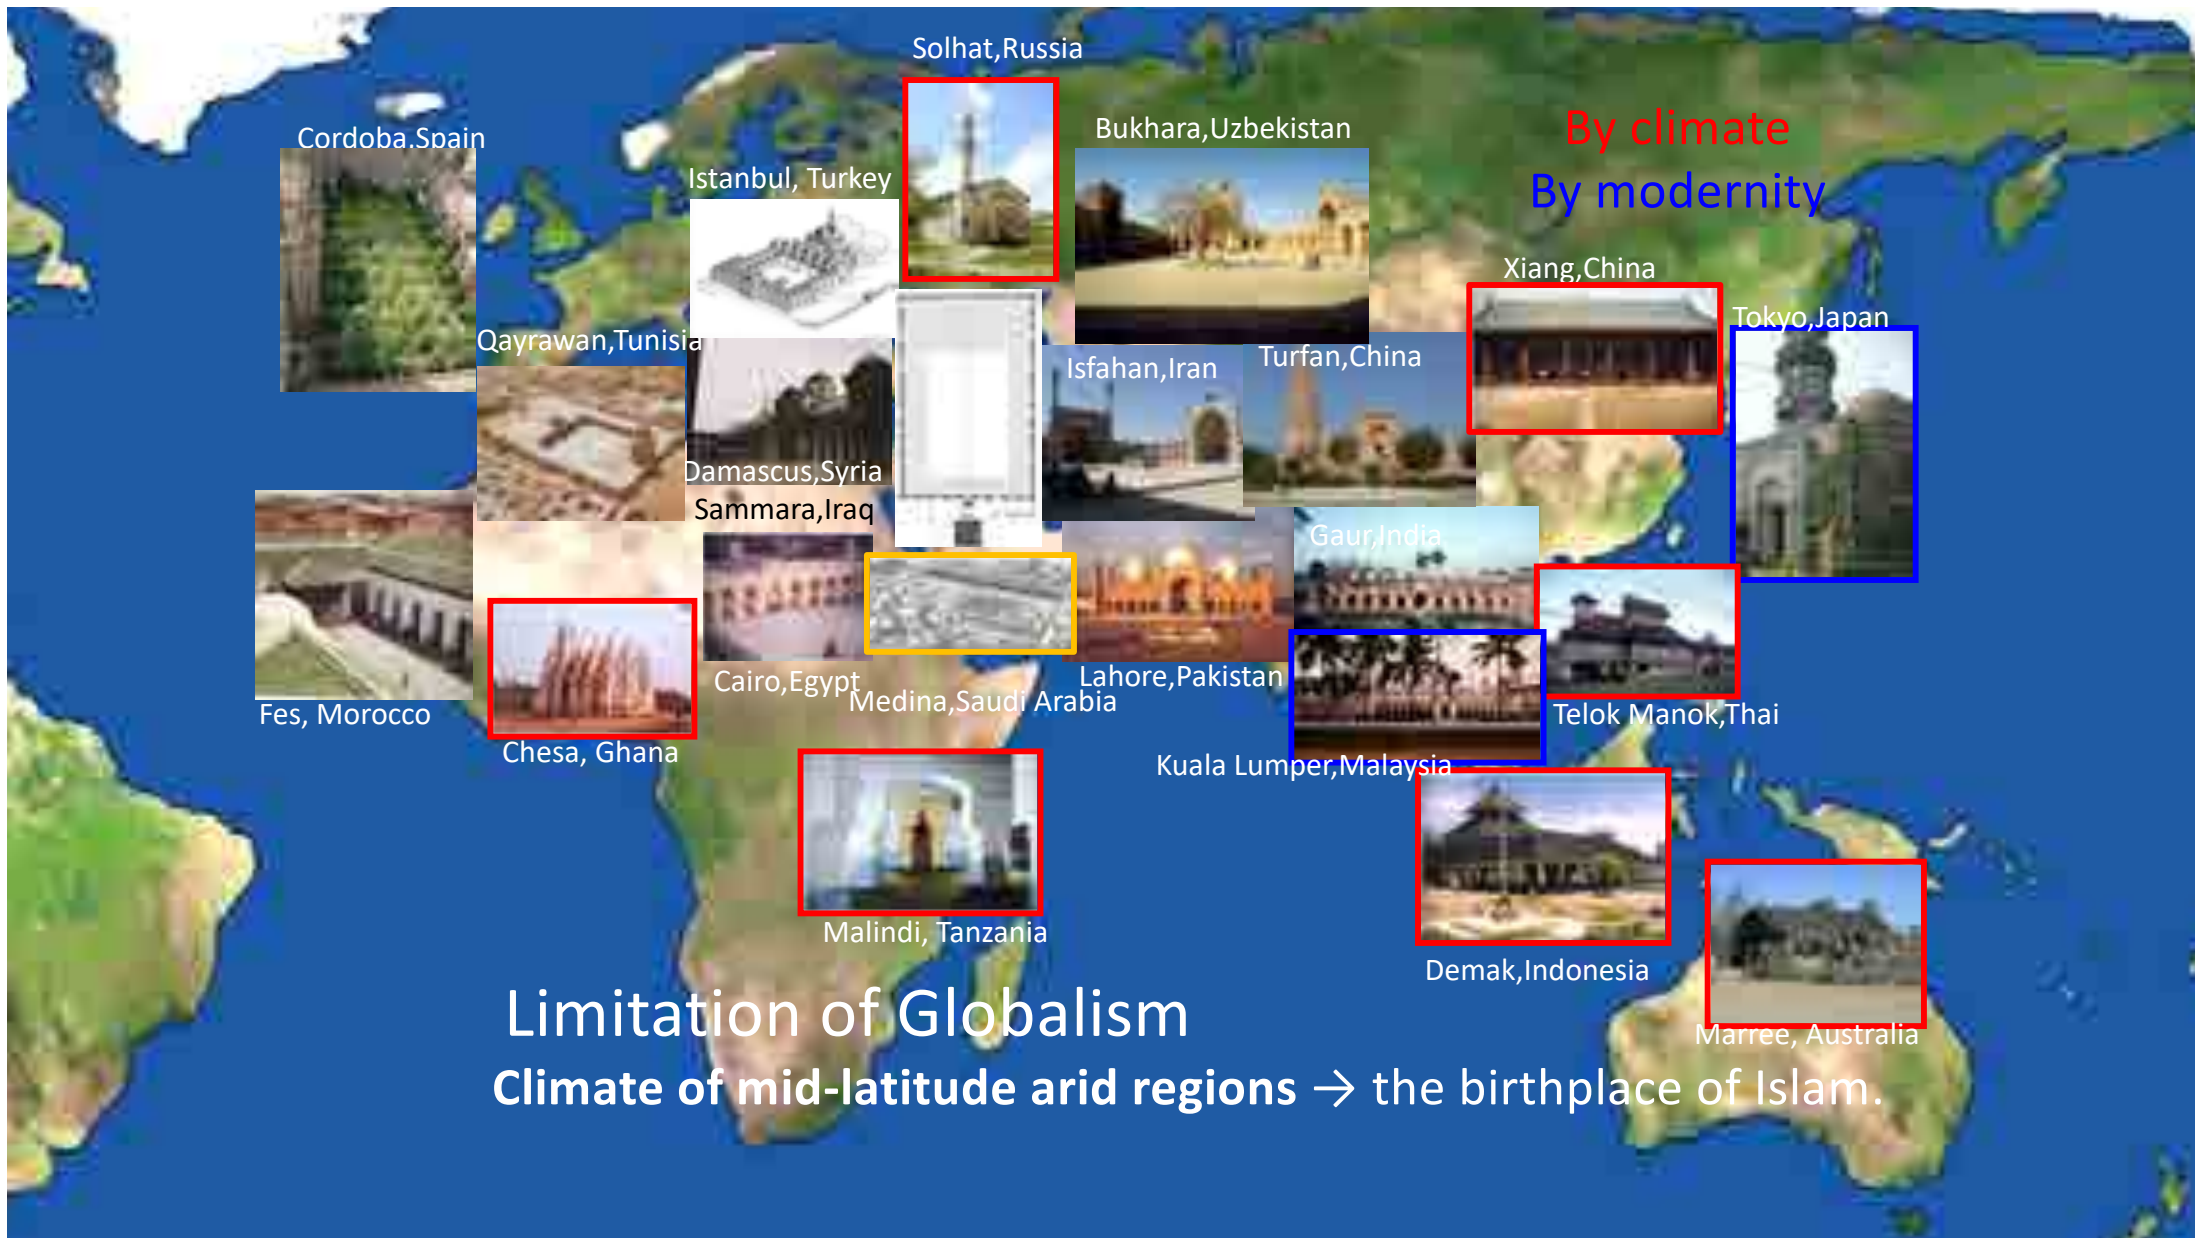 Solhat,Russia
Cordoba.Spain
Bukhara,Uzbekistan
By climate
Istanbul, Turkey
By modernity
Xiang,China
Tokyo,Japan
Qayrawan,Tunisia
Isfahan,Iran
Turfan,China
Damascus,Syria
Sammara,Iraq
Gaur,India
Cairo,Egypt
Medina,Saudi Arabia
Lahore,Pakistan
Fes, Morocco
Telok Manok,Thai
Chesa, Ghana
Kuala Lumper,Malaysia
Malindi, Tanzania
Demak,Indonesia
Marree, Australia
Limitation of Globalism
Climate of mid-latitude arid regions → the birthplace of Islam.